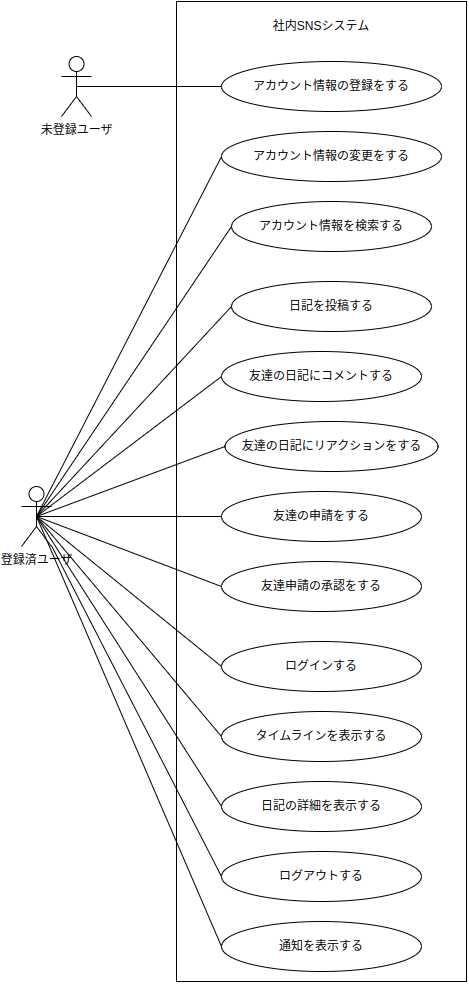 社内SNSシステム
アカウント情報の登録をする
未登録ユーザ
アカウント情報の変更をする
アカウント情報を検索する
日記を投稿する
友達の日記にコメントする
友達の日記にリアクションをする
友達の申請をする
登録済ユーザ
友達申請の承認をする
ログインする
タイムラインを表示する
日記の詳細を表示する
ログアウトする
通知を表示する